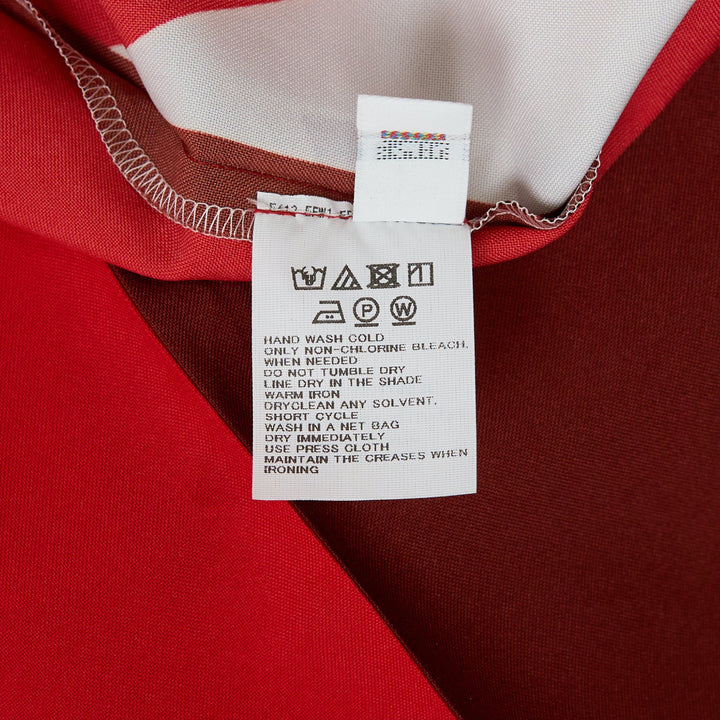 P W
HAND WASH COLD
ONLY NON-CHLORINE BLEACH.
WHEN NEEDED
DO NOT TUMBLE DRY
LINE DRY IN THE SHADE
WARM IRON
DRYCLEAN ANY SOLVENT.
SHORT CYCLE
WASH IN A NET BAG
DRY IMMEDIATELY
USE PRESS CLOTH
MAINTAIN THE CREASES WHEN
IRONING